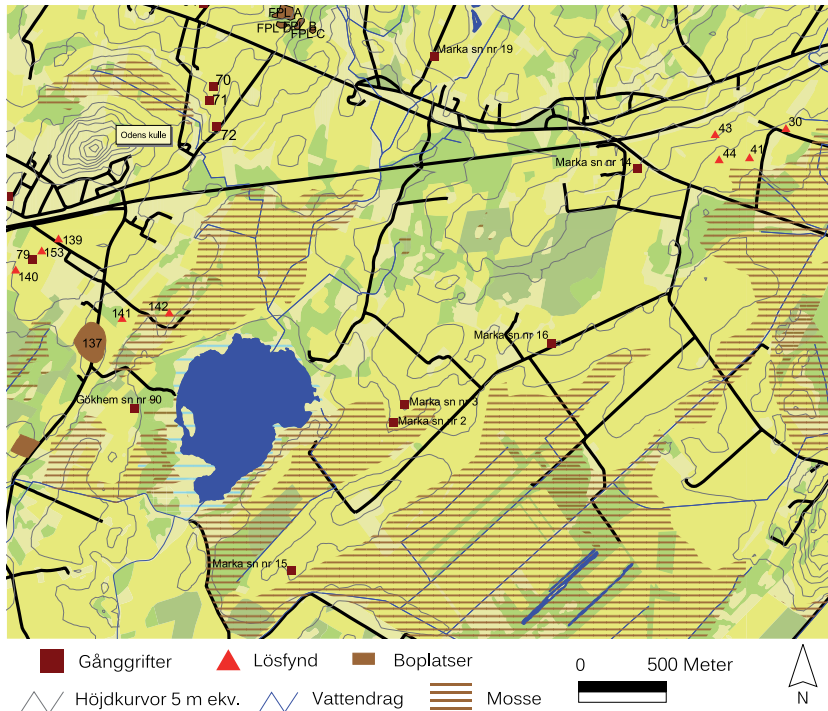 FPL A
FPL D FPL B
FPL C
Marka sn nr 19
70
71
72
Odens kulle
43
30
44
41
Marka sn nr 14
139
79
153
140
141
142
137
Marka sn nr 16
Gökhem sn nr 90
Marka sn nr 3
Marka sn nr 2
Marka sn nr 15
Gånggrifter
Lösfynd
Boplatser
0 500 Meter
Höjdkurvor 5 m ekv.
Vattendrag
Mosse
N